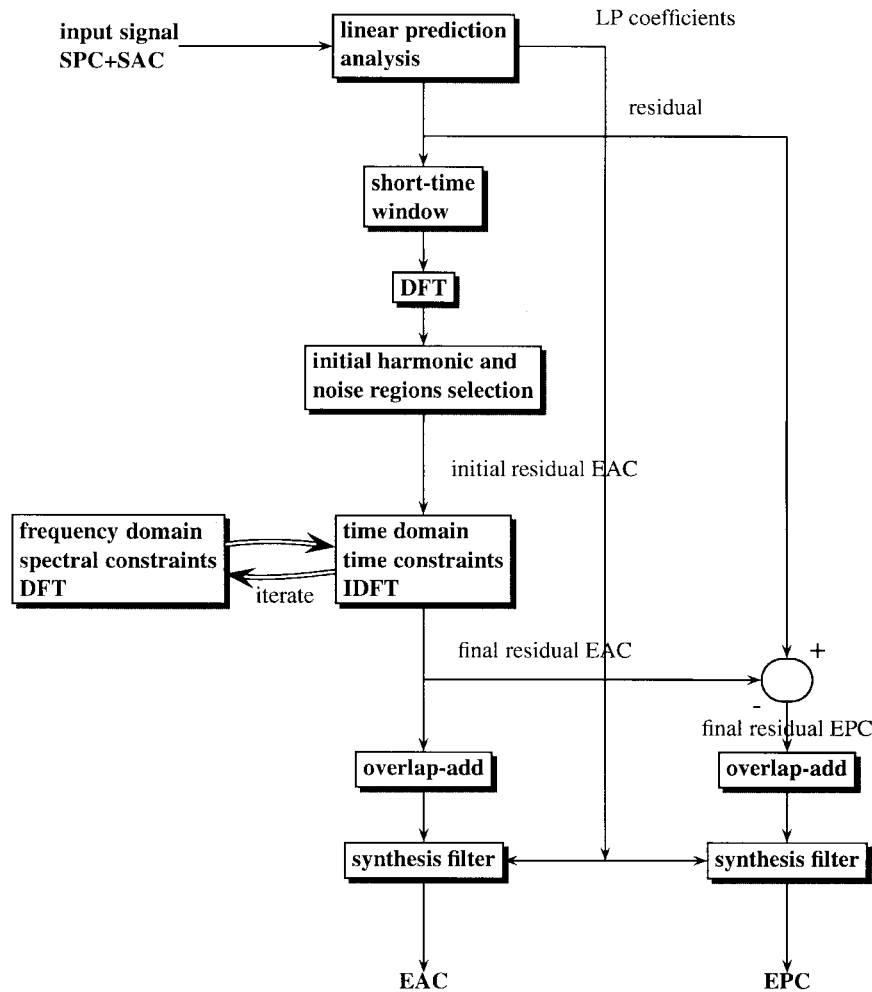 LP coefficients
input signal
SPC+SAC
linear prediction
analysis
residual
short-time
window
DFT
initial harmonic and
noise regions selection
initial residual EAC
frequency domain
spectral constraints
DFT
time domain
time constraints
IDFT
iterate
final residual EAC
+
-
final residual EPC
overlap-add
overlap-add
synthesis filter
synthesis filter
EAC
EPC